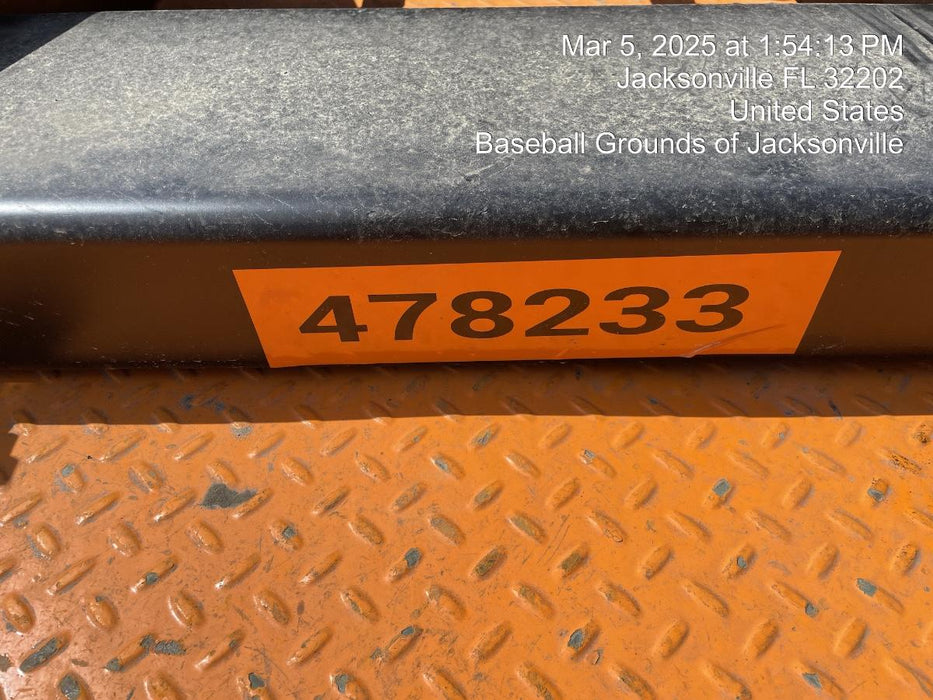 Mar 5, 2025 at 1:54:13 PM
Jacksonville FL 32202
United States
Baseball Grounds of Jacksonville
478233